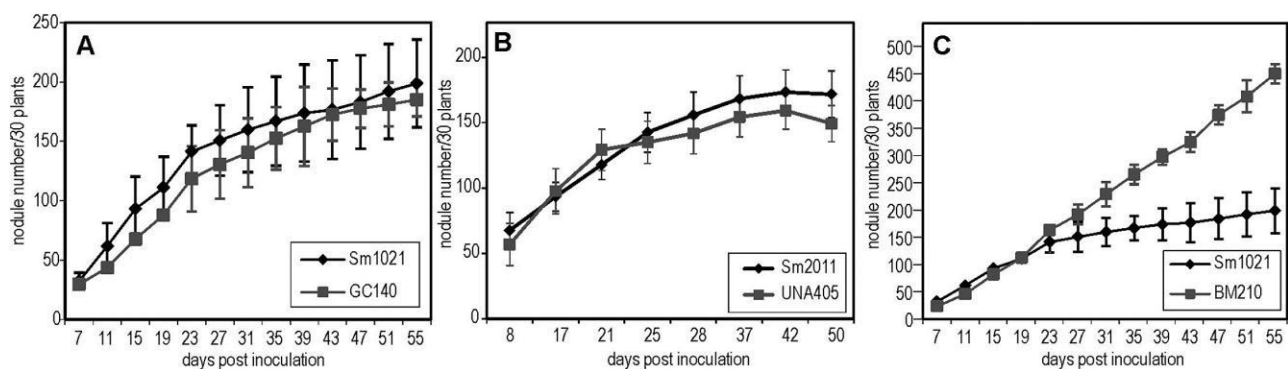 A
nodule number/30 plants
250
200
150
100
50
0
7 11 15 19 23 27 31 35 39 43 47 51 55
days post inoculation
Sm1021
GC140
B
nodule number/30 plants
200
150
100
50
0
8 17 21 25 28 37 42 50
days post inoculation
Sm2011
UNA405
C
nodule number/30 plants
500
450
400
350
300
250
200
150
100
50
0
7 11 15 19 23 27 31 35 39 43 47 51 55
days post inoculation
Sm1021
BM210